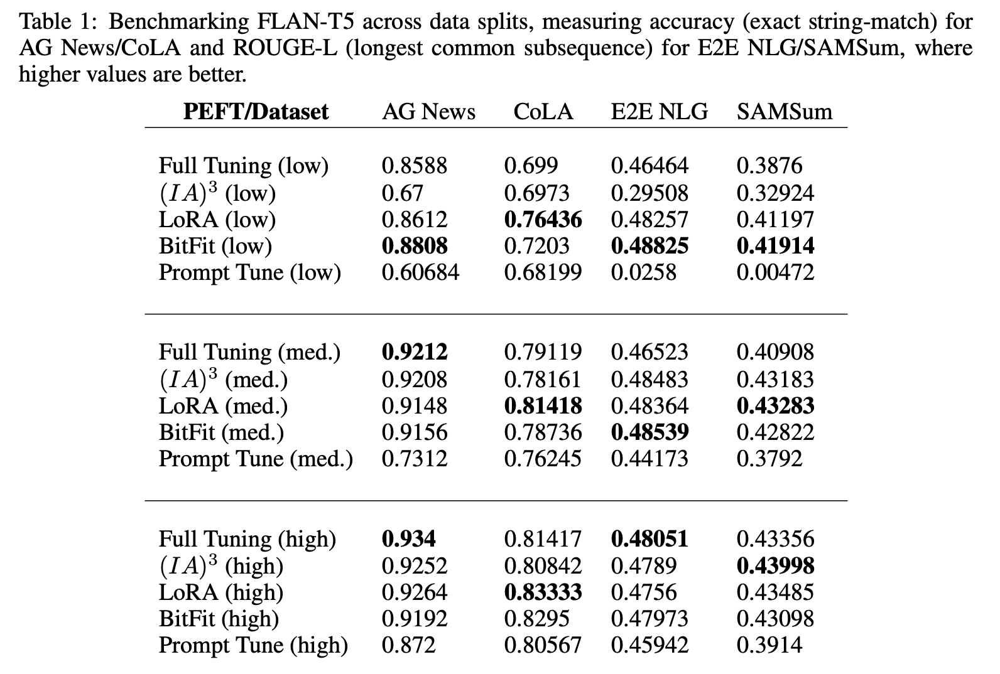 Table 1: Benchmarking FLAN-T5 across data splits, measuring accuracy (exact string-match) for
AG News/CoLA and ROUGE-L (longest common subsequence) for E2E NLG/SAMSum, where
higher values are better.
PEFT/Dataset AG News CoLA E2E NLG SAMSum
Full Tuning (low) 0.8588 0.699 0.46464 0.3876
(IA)³ (low) 0.67 0.6973 0.29508 0.32924
LoRA (low) 0.8612 0.76436 0.48257 0.41197
BitFit (low) 0.8808 0.7203 0.48825 0.41914
Prompt Tune (low) 0.60684 0.68199 0.0258 0.00472
Full Tuning (med.) 0.9212 0.79119 0.46523 0.40908
(IA)³ (med.) 0.9208 0.78161 0.48483 0.43183
LoRA (med.) 0.9148 0.81418 0.48364 0.43283
BitFit (med.) 0.9156 0.78736 0.48539 0.42822
Prompt Tune (med.) 0.7312 0.76245 0.44173 0.3792
Full Tuning (high) 0.934 0.81417 0.48051 0.43356
(IA)³ (high) 0.9252 0.80842 0.4789 0.43998
LoRA (high) 0.9264 0.83333 0.4756 0.43485
BitFit (high) 0.9192 0.8295 0.47973 0.43098
Prompt Tune (high) 0.872 0.80567 0.45942 0.3914